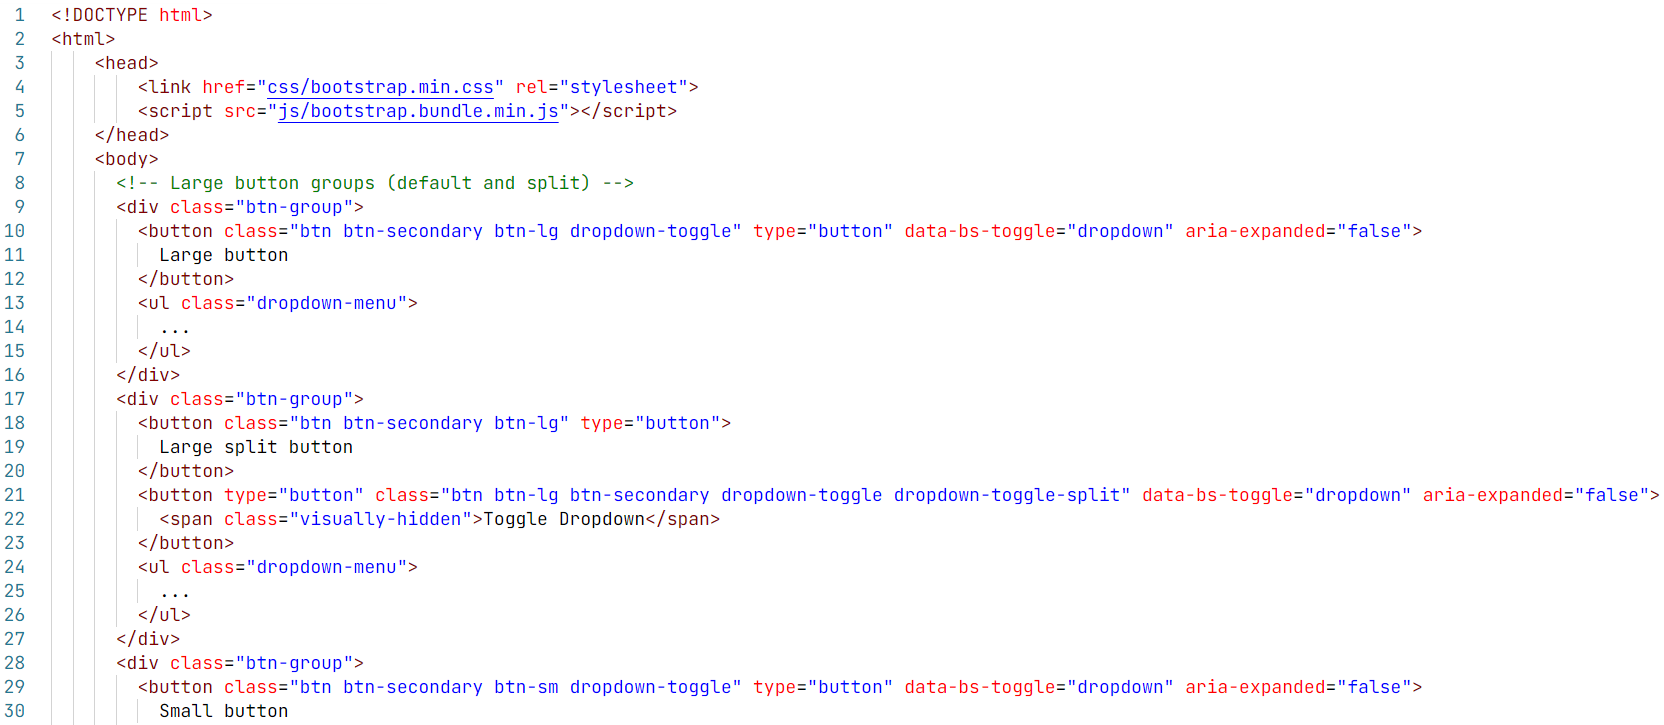 1 <!DOCTYPE html>
2 <html>
3     <head>
4         <link href="css/bootstrap.min.css" rel="stylesheet">
5         <script src="js/bootstrap.bundle.min.js"></script>
6     </head>
7     <body>
8       <!-- Large button groups (default and split) -->
9       <div class="btn-group">
10         <button class="btn btn-secondary btn-lg dropdown-toggle" type="button" data-bs-toggle="dropdown" aria-expanded="false">
11           Large button
12         </button>
13         <ul class="dropdown-menu">
14           ...
15         </ul>
16       </div>
17       <div class="btn-group">
18         <button class="btn btn-secondary btn-lg" type="button">
19           Large split button
20         </button>
21         <button type="button" class="btn btn-lg btn-secondary dropdown-toggle dropdown-toggle-split" data-bs-toggle="dropdown" aria-expanded="false">
22           <span class="visually-hidden">Toggle Dropdown</span>
23         </button>
24         <ul class="dropdown-menu">
25           ...
26         </ul>
27       </div>
28       <div class="btn-group">
29         <button class="btn btn-secondary btn-sm dropdown-toggle" type="button" data-bs-toggle="dropdown" aria-expanded="false">
30           Small button